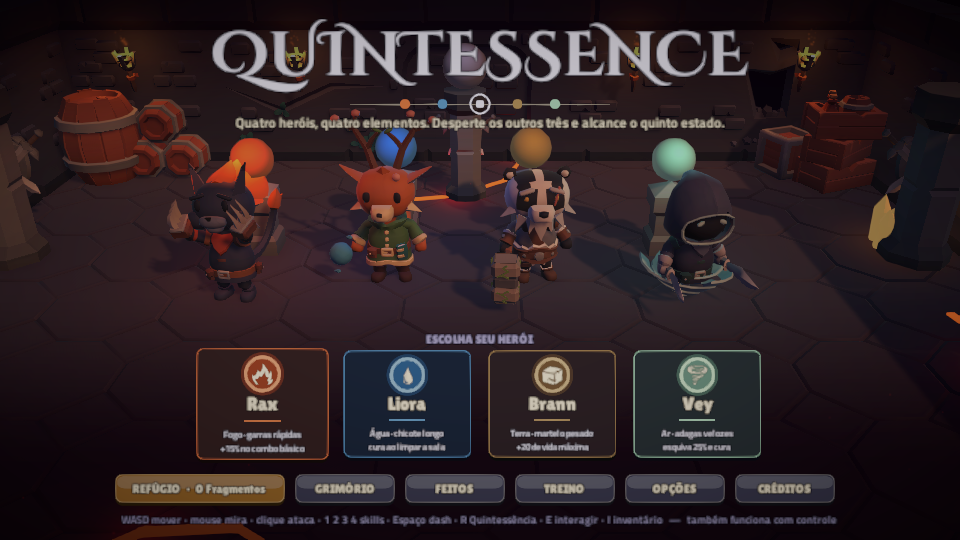 QUINTESSENCE
Quatro heróis, quatro elementos. Desperte os outros três e alcance o quinto estado.
ESCOLHA SEU HERÓI
Rax
Fogo · garras rápidas
+15% no combo básico
Liora
Água · chicote longo
cura ao limpar a sala
Brann
Terra · martelo pesado
+20 de vida máxima
Vey
Ar · adagas velozes
esquiva 25% e cura
REFÚGIO · 0 Fragmentos
GRIMÓRIO
FEITOS
TREINO
OPÇÕES
CRÉDITOS
WASD mover · mouse mira · clique ataca · 1 2 3 4 skills · Espaço dash · R Quintessência · E interagir · I inventário — também funciona com controle